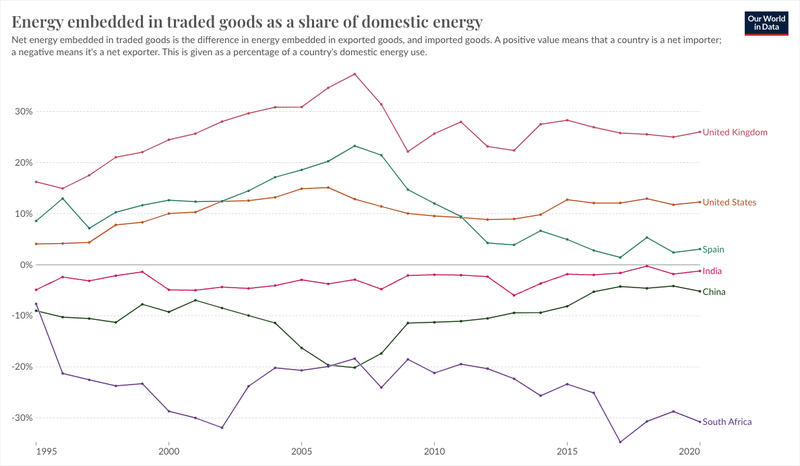 Energy embedded in traded goods as a share of domestic energy
Our World
in Data
Net energy embedded in traded goods is the difference in energy embedded in exported goods, and imported goods. A positive value means that a country is a net importer;
a negative means it's a net exporter. This is given as a percentage of a country's domestic energy use.
30%
20%
10%
0%
-10%
-20%
-30%
United Kingdom
United States
Spain
India
China
South Africa
1995
2000
2005
2010
2015
2020